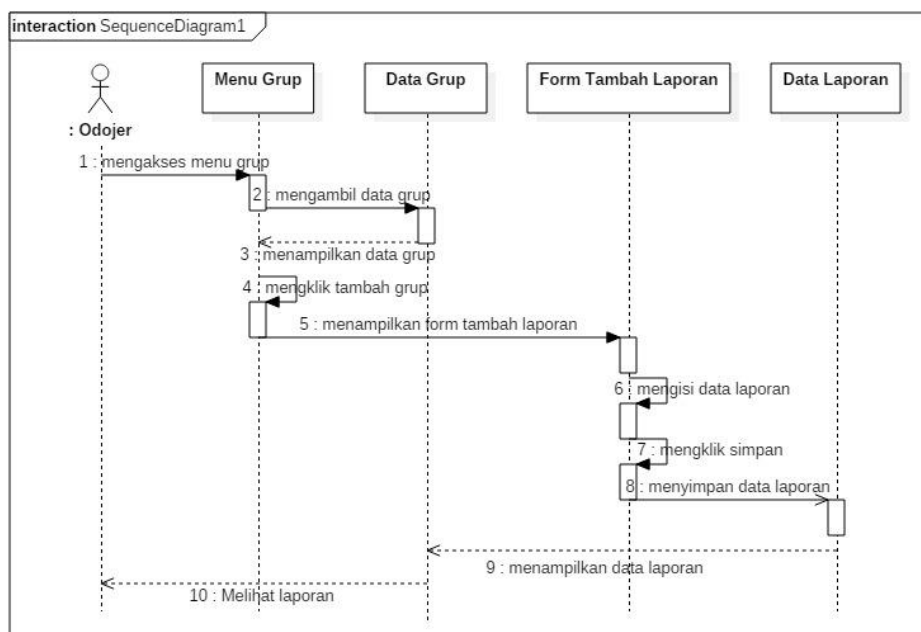 interaction SequenceDiagram1
Menu Grup
Data Grup
Form Tambah Laporan
Data Laporan
: Odojer
1 : mengakses menu grup
2 : mengambil data grup
3 : menampilkan data grup
4 : mengklik tambah grup
5 : menampilkan form tambah laporan
6 : mengisi data laporan
7 : mengklik simpan
8 : menyimpan data laporan
9 : menampilkan data laporan
10 : Melihat laporan